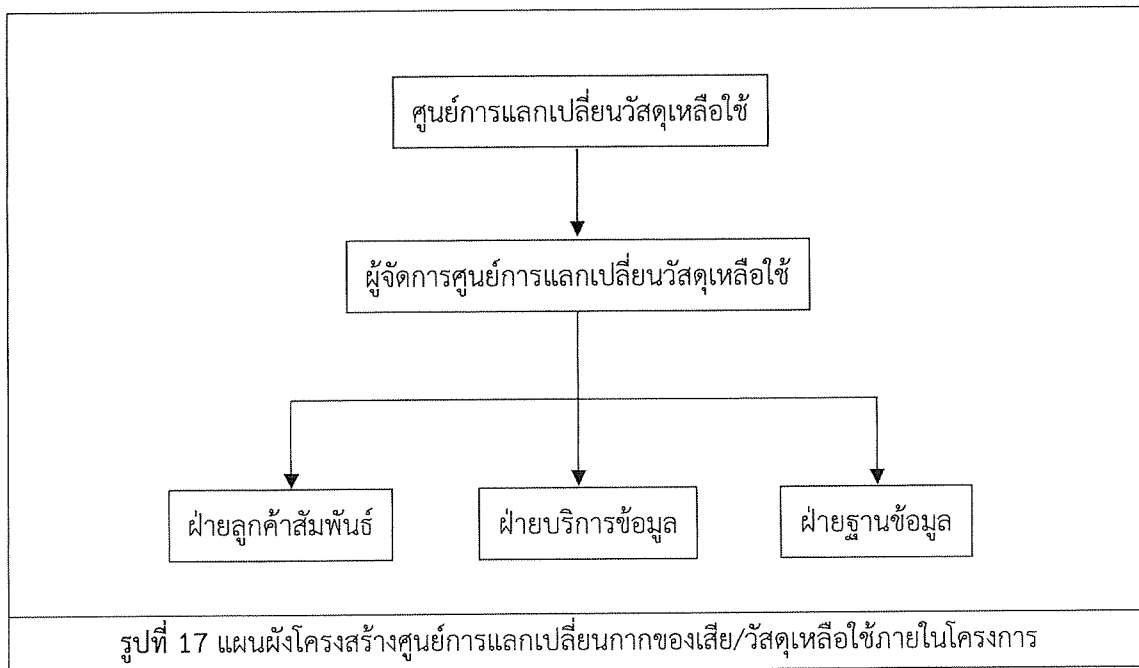 ศูนย์การแลกเปลี่ยนวัสดุเหลือใช้
ผู้จัดการศูนย์การแลกเปลี่ยนวัสดุเหลือใช้
ฝ่ายลูกค้าสัมพันธ์
ฝ่ายบริการข้อมูล
ฝ่ายฐานข้อมูล
รูปที่ 17 แผนผังโครงสร้างศูนย์การแลกเปลี่ยนกากของเสีย/วัสดุเหลือใช้ภายในโครงการ